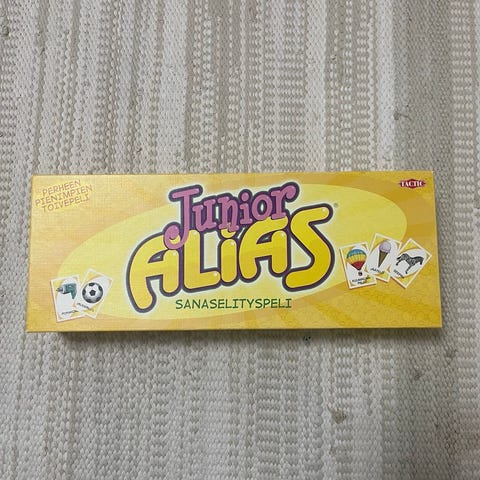 PERHEEN
PIENIMPIEN
TOIVEPELI
TACTIC
Junior
ALIAS®
SANASELITYSPELI